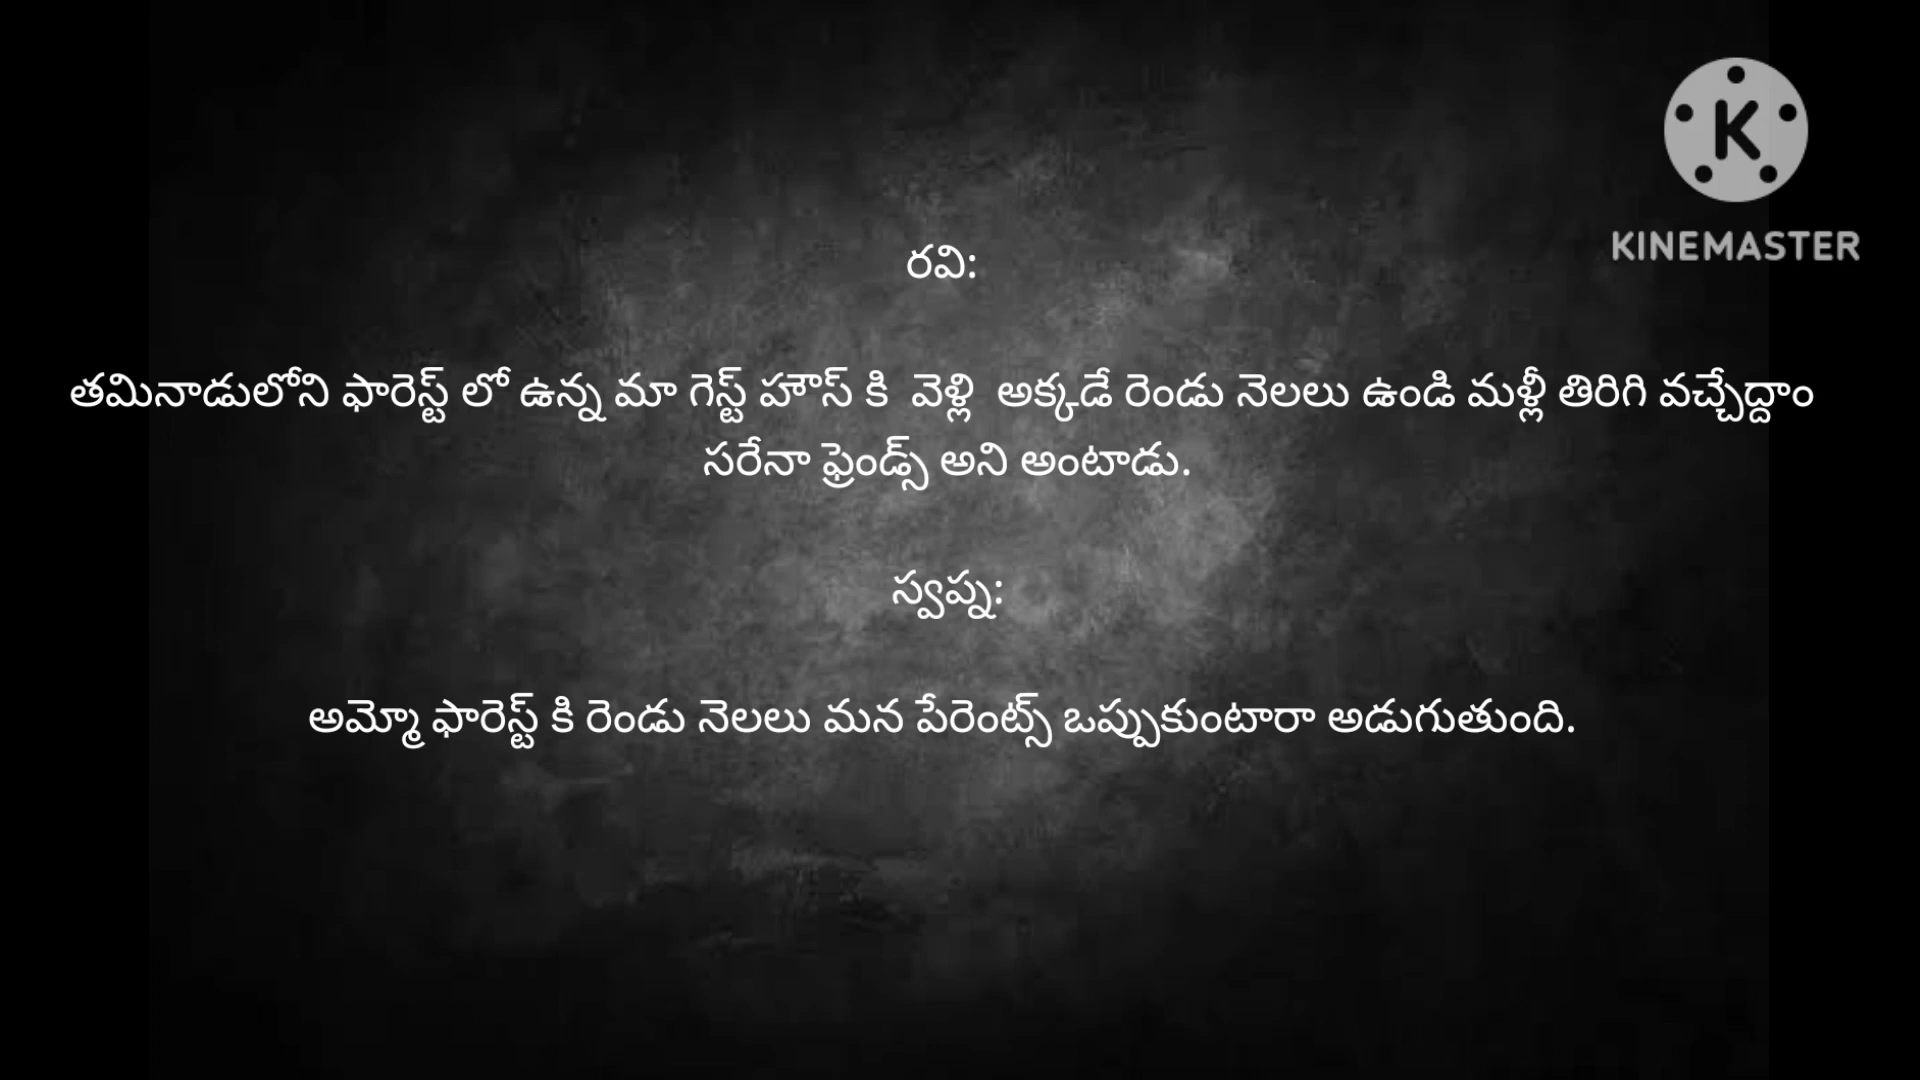 KINEMASTER
రవి:
తమినాడులోని ఫారెస్ట్ లో ఉన్న మా గెస్ట్ హౌస్ కి వెళ్లి అక్కడే రెండు నెలలు ఉండి మళ్లీ తిరిగి వచ్చేద్దాం
సరేనా ఫ్రెండ్స్ అని అంటాడు.
స్వప్న:
అమ్మో ఫారెస్ట్ కి రెండు నెలలు మన పేరెంట్స్ ఒప్పుకుంటారా అడుగుతుంది.